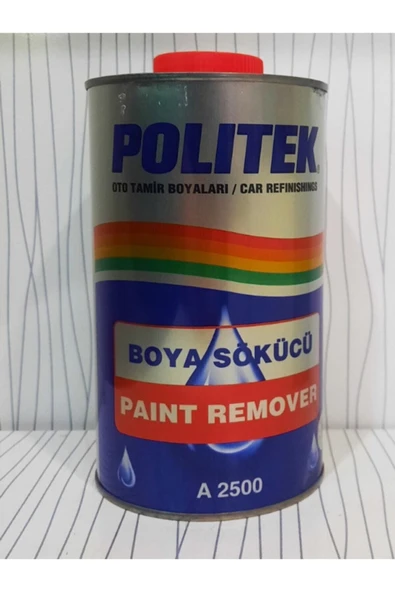 POLITEK
OTO TAMİR BOYALARI / CAR REFINISHINGS
BOYA SÖKÜCÜ
PAINT REMOVER
A 2500